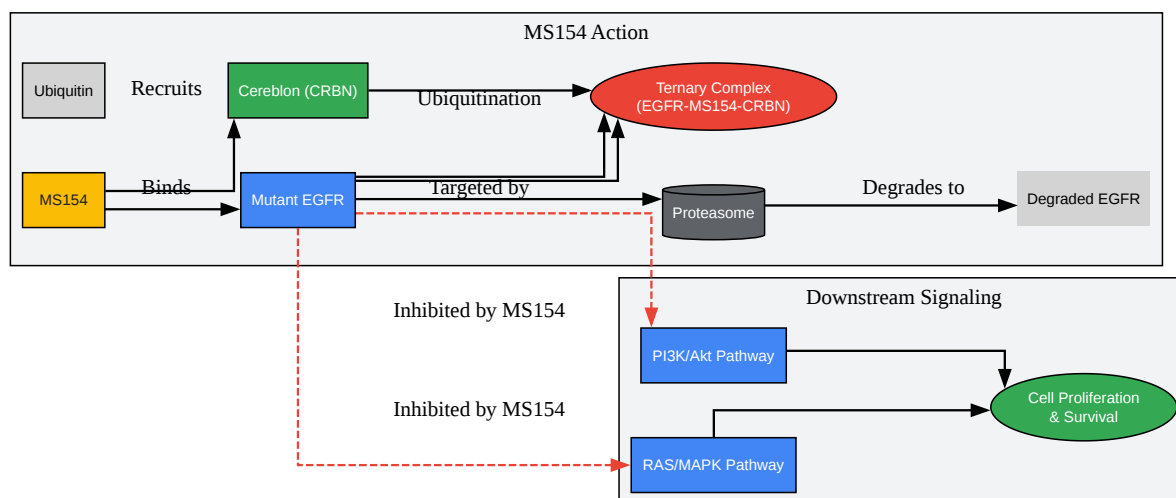 MS154 Action
Ubiquitin
Recruits
Cereblon (CRBN)
Ubiquitination
Ternary Complex
(EGFR-MS154-CRBN)
MS154
Binds
Mutant EGFR
Targeted by
Proteasome
Degrades to
Degraded EGFR
Downstream Signaling
Inhibited by MS154
PI3K/Akt Pathway
Cell Proliferation
& Survival
Inhibited by MS154
RAS/MAPK Pathway